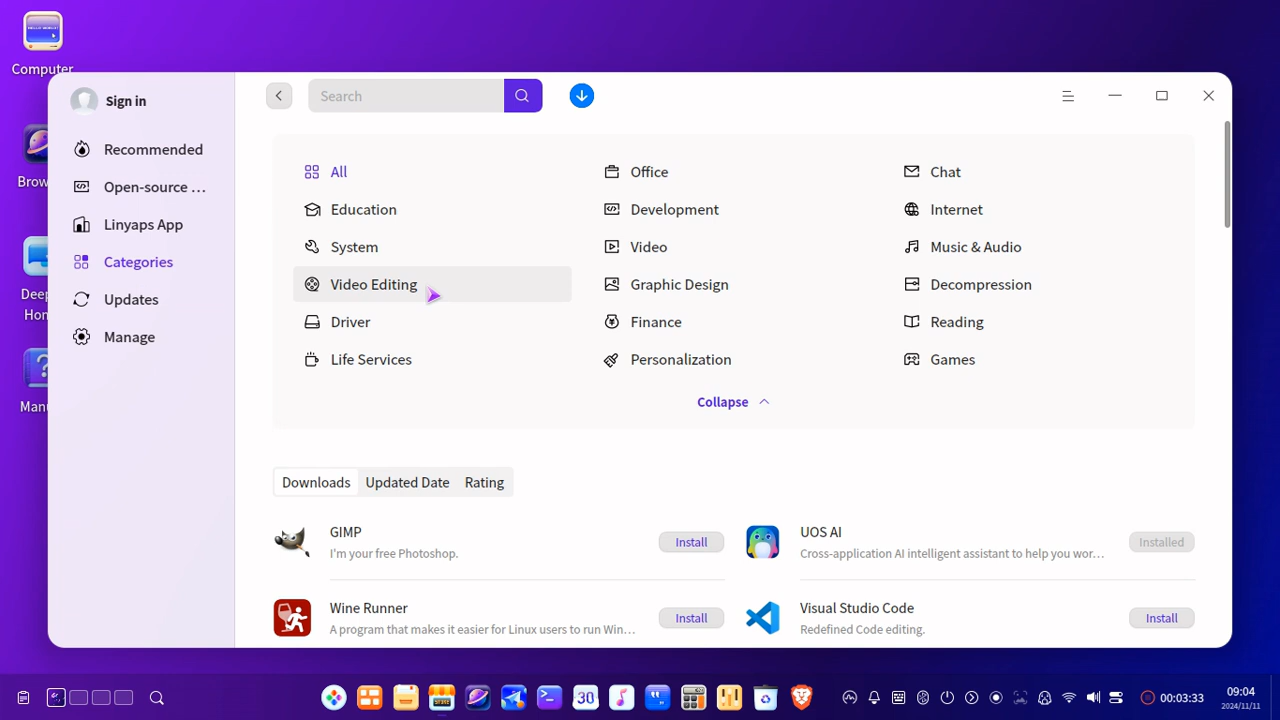 HELLO WORLD!
Computer
Sign in
Search
Recommended
Open-source ...
Linyaps App
Categories
Updates
Manage
All
Office
Chat
Education
Development
Internet
System
Video
Music & Audio
Video Editing
Graphic Design
Decompression
Driver
Finance
Reading
Life Services
Personalization
Games
Collapse
Downloads
Updated Date
Rating
GIMP
I'm your free Photoshop.
Install
UOS AI
Cross-application AI intelligent assistant to help you wor...
Installed
Wine Runner
A program that makes it easier for Linux users to run Win...
Install
Visual Studio Code
Redefined Code editing.
Install
30
00:03:33
09:04
2024/11/11